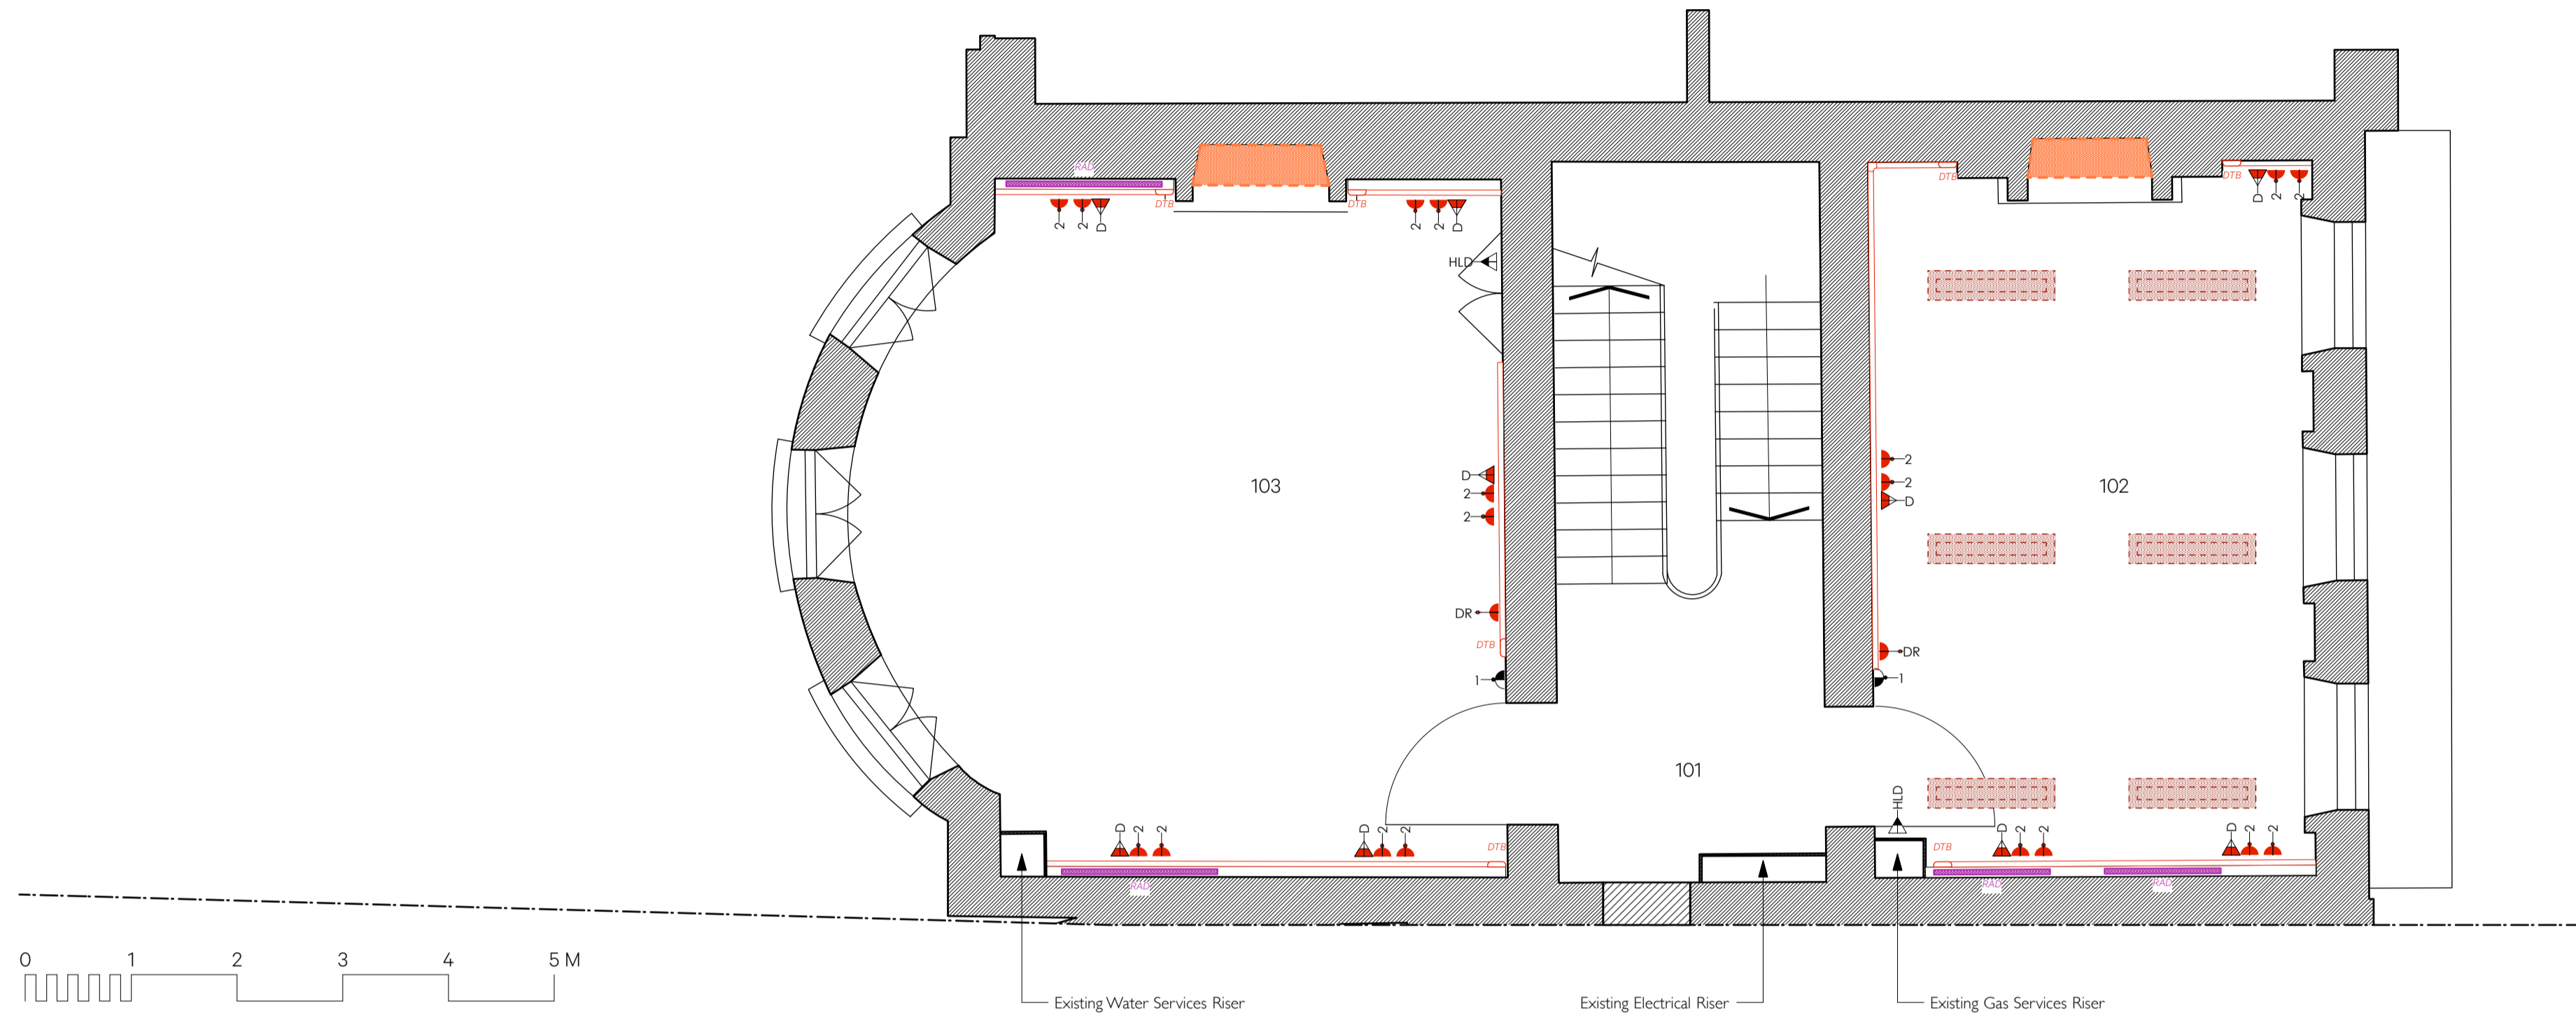 RAD
DTB
DTB
DTB
DTB
2
2
D
2
2
D
D
2
2
HLD
103
D
2
2
2
2
D
102
DR
DTB
1
DR
1
101
HLD
D
2
2
D
2
2
DTB
DTB
D
2
2
D
2
2
RAD
RAD
RAD
0 1 2 3 4 5 M
Existing Water Services Riser
Existing Electrical Riser
Existing Gas Services Riser